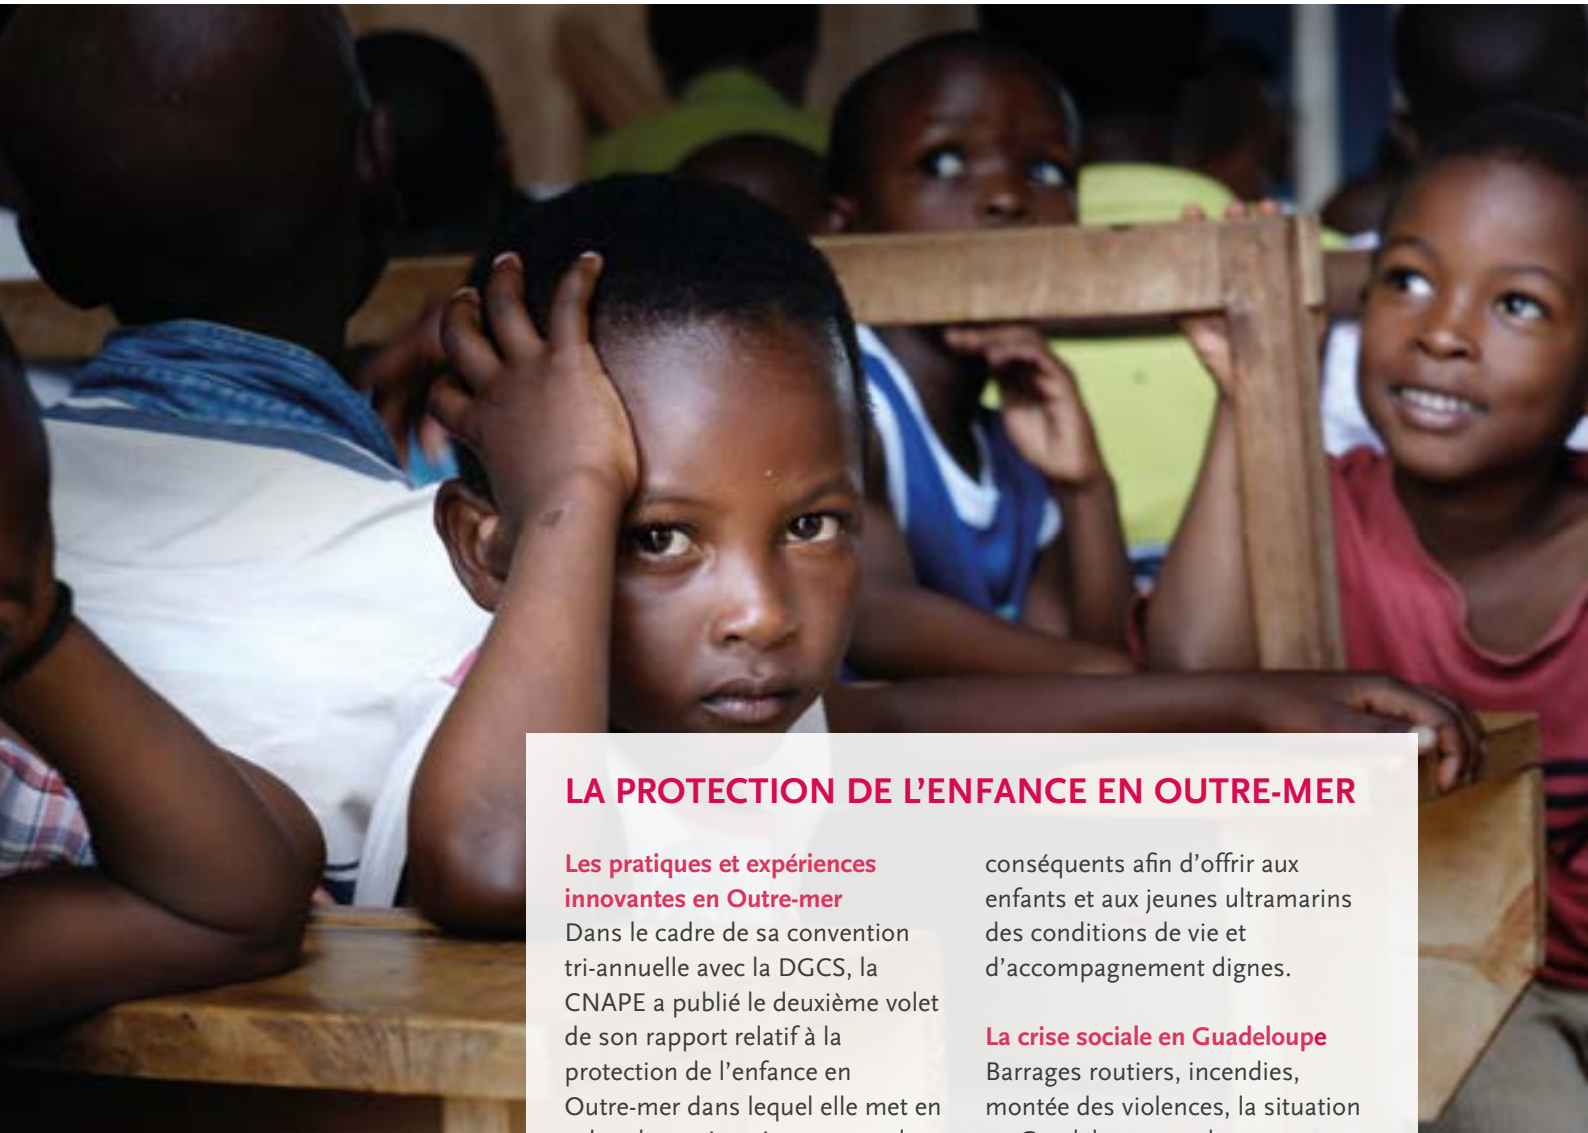 LA PROTECTION DE L’ENFANCE EN OUTRE-MER
Les pratiques et expériences
innovantes en Outre-mer
Dans le cadre de sa convention
tri-annuelle avec la DGCS, la
CNAPE a publié le deuxième volet
de son rapport relatif à la
protection de l’enfance en
Outre-mer dans lequel elle met en
conséquents afin d’offrir aux
enfants et aux jeunes ultramarins
des conditions de vie et
d’accompagnement dignes.
La crise sociale en Guadeloupe
Barrages routiers, incendies,
montée des violences, la situation